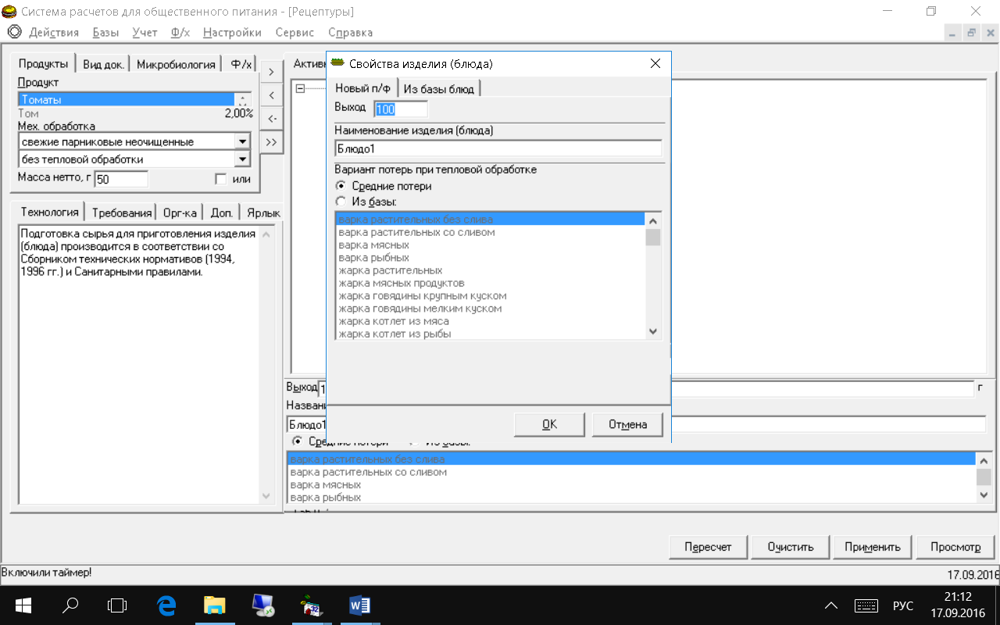 Система расчетов для общественного питания - [Рецептуры]
Действия Базы Учет Ф/х Настройки Сервис Справка
Продукты Вид док. Микробиология Ф/х
Продукт
Томаты
Том 2,00%
Мех. обработка
свежие парниковые неочищенные
без тепловой обработки
Масса нетто, г 50 или
>
<
<-
>>
Технология Требования Орг-ка Доп. Ярлык
Подготовка сырья для приготовления изделия
(блюда) производится в соответствии со
Сборником технических нормативов (1994,
1996 гг.) и Санитарными правилами.
Активн
Свойства изделия (блюда)
Новый п/ф Из базы блюд
Выход 100
Наименование изделия (блюда)
Блюдо1
Вариант потерь при тепловой обработке
Средние потери
Из базы:
варка растительных без слива
варка растительных со сливом
варка мясных
варка рыбных
жарка растительных
жарка мясных продуктов
жарка говядины крупным куском
жарка говядины мелким куском
жарка котлет из мяса
жарка котлет из рыбы
OK Отмена
Выход 1 г
Названи
Блюдо1
Средние потери Из базы:
варка растительных без слива
варка растительных со сливом
варка мясных
варка рыбных
Пересчет Очистить Применить Просмотр
Включили таймер! 17.09.2016
РУС
21:12
17.09.2016